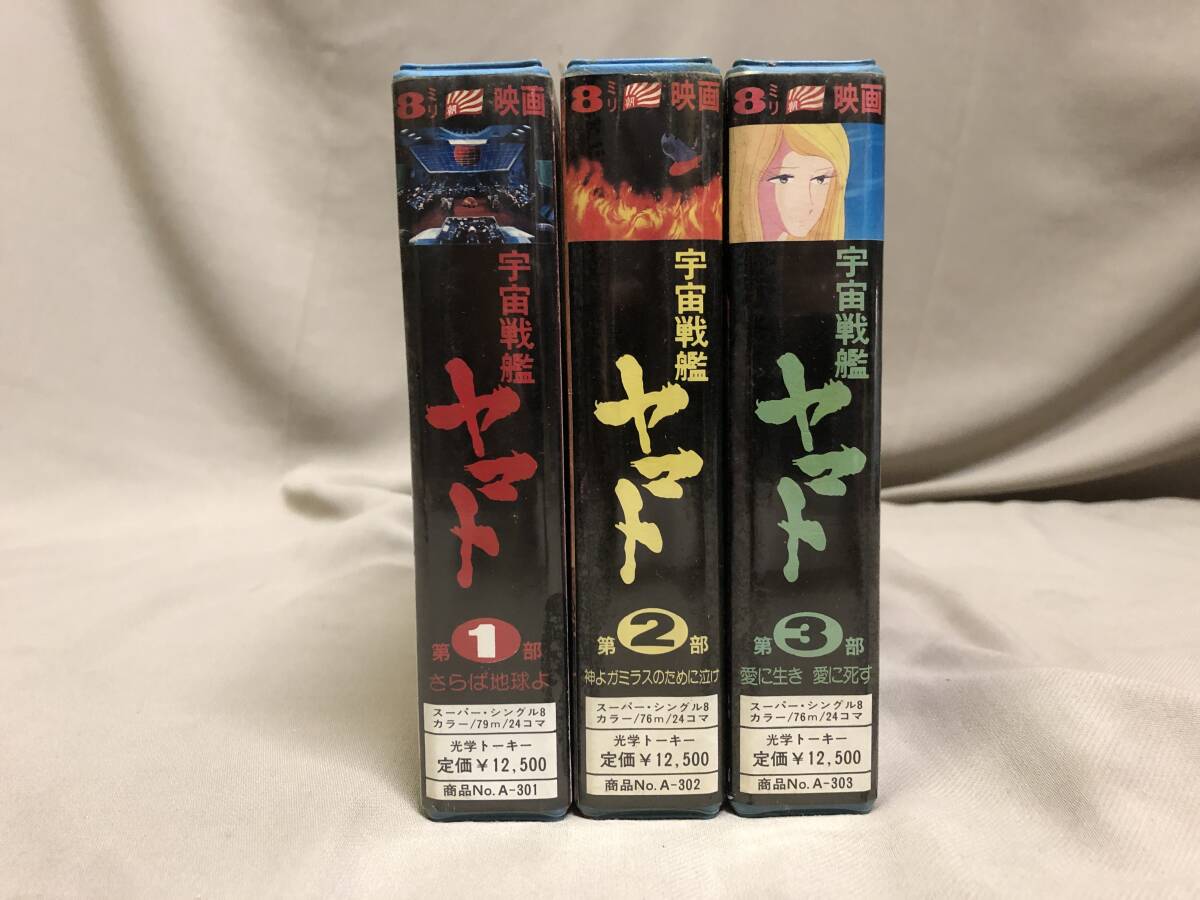 8ミリ 朝 映画
宇宙戦艦
ヤマト
第1部
さらば地球よ
スーパー・シングル8
カラー/79m/24コマ
光学トーキー
定価￥12,500
商品No.A-301
8ミリ 朝 映画
宇宙戦艦
ヤマト
第2部
神よガミラスのために泣け
スーパー・シングル8
カラー/76m/24コマ
光学トーキー
定価￥12,500
商品No.A-302
8ミリ 朝 映画
宇宙戦艦
ヤマト
第3部
愛に生き 愛に死す
スーパー・シングル8
カラー/76m/24コマ
光学トーキー
定価￥12,500
商品No.A-303